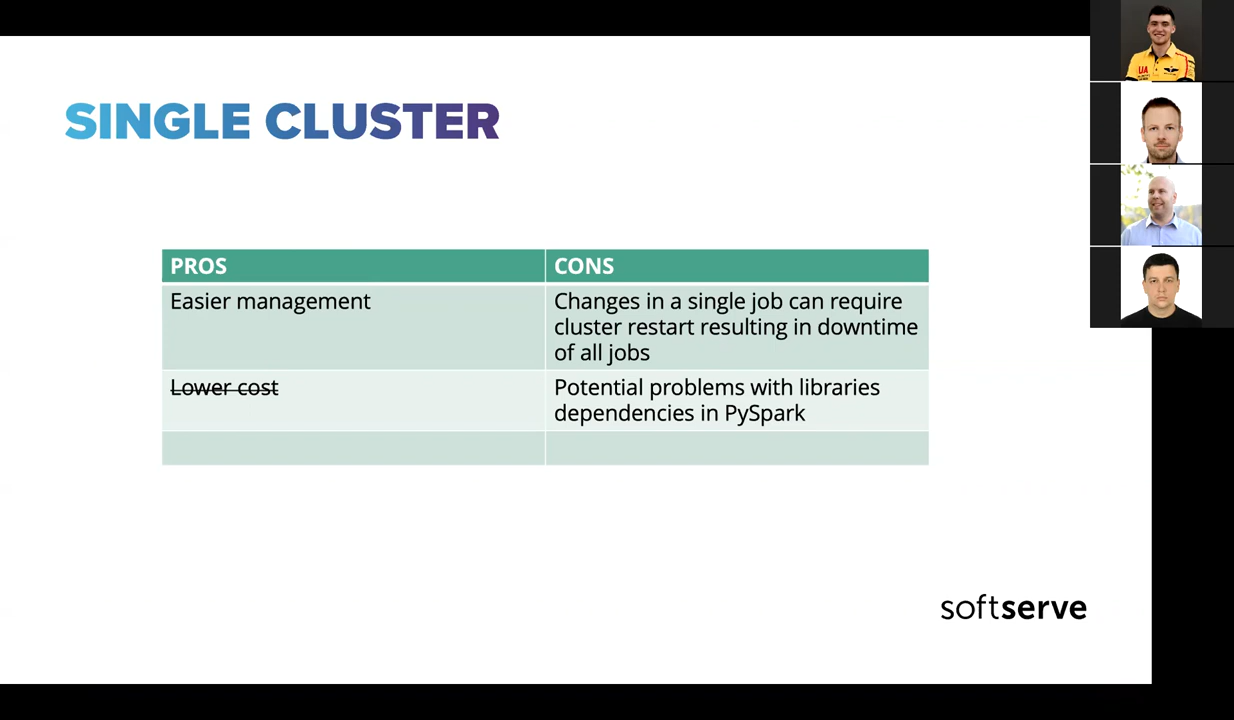 SINGLE CLUSTER
PROS
CONS
Easier management
Changes in a single job can require
cluster restart resulting in downtime
of all jobs
Lower cost
Potential problems with libraries
dependencies in PySpark
softserve
UA